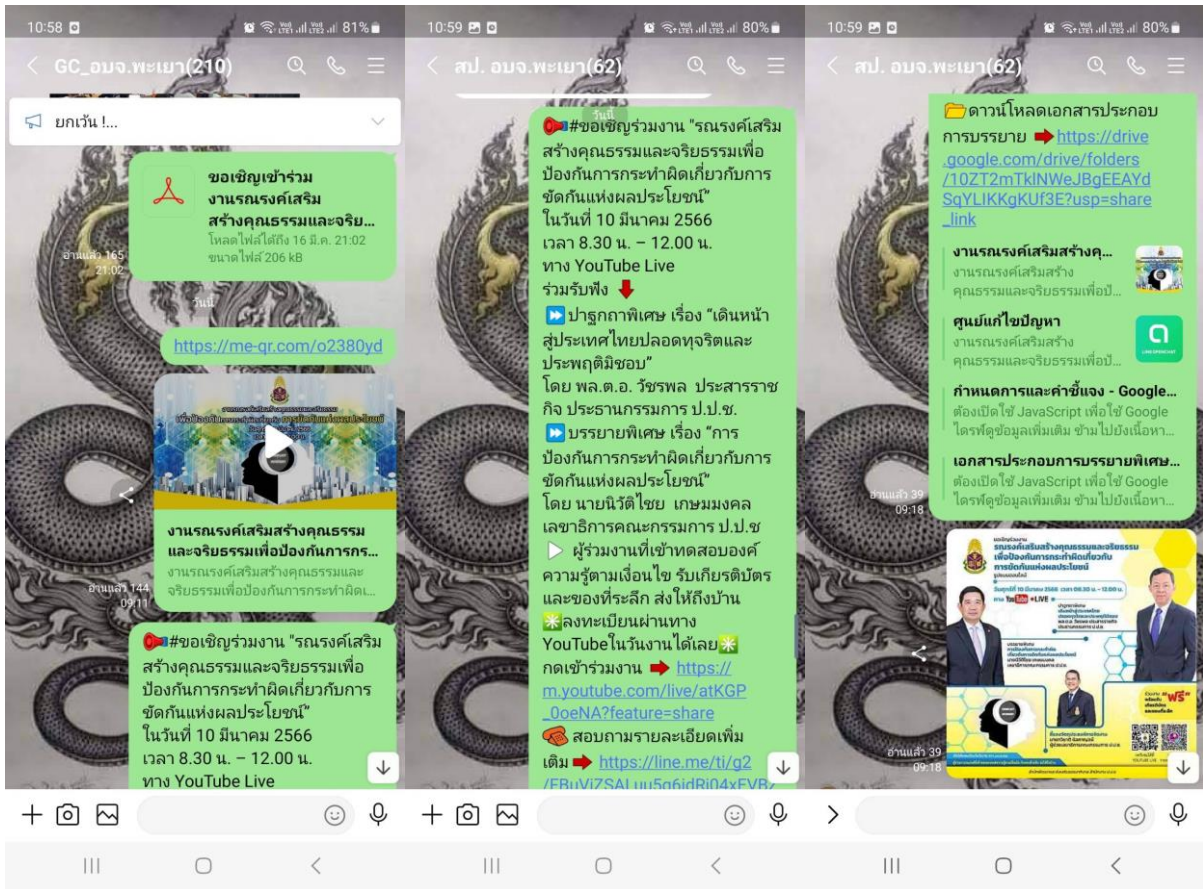 10:58
81%
GC_อบจ.พะเยา(210)
ยกเว้น !...
ขอเชิญเข้าร่วม
งานรณรงค์เสริม
สร้างคุณธรรมและจริย...
โหลดไฟล์ได้ถึง 16 มี.ค. 21:02
ขนาดไฟล์ 206 kB
อ่านแล้ว 165
21:02
วันนี้
https://me-qr.com/o2380yd
งานรณรงค์เสริมสร้างคุณธรรม
และจริยธรรมเพื่อป้องกันการกร...
งานรณรงค์เสริมสร้างคุณธรรมและ
จริยธรรมเพื่อป้องกันการกระทำผิดเ...
อ่านแล้ว 144
09:11
#ขอเชิญร่วมงาน "รณรงค์เสริม
สร้างคุณธรรมและจริยธรรมเพื่อ
ป้องกันการกระทำผิดเกี่ยวกับการ
ขัดกันแห่งผลประโยชน์"
ในวันที่ 10 มีนาคม 2566
เวลา 8.30 น. – 12.00 น.
ทาง YouTube Live
10:59
80%
สป. อบจ.พะเยา(62)
วันนี้
#ขอเชิญร่วมงาน "รณรงค์เสริม
สร้างคุณธรรมและจริยธรรมเพื่อ
ป้องกันการกระทำผิดเกี่ยวกับการ
ขัดกันแห่งผลประโยชน์"
ในวันที่ 10 มีนาคม 2566
เวลา 8.30 น. – 12.00 น.
ทาง YouTube Live
ร่วมรับฟัง
ปาฐกถาพิเศษ เรื่อง "เดินหน้า
สู่ประเทศไทยปลอดทุจริตและ
ประพฤติมิชอบ"
โดย พล.ต.อ. วัชรพล ประสารราช
กิจ ประธานกรรมการ ป.ป.ช.
บรรยายพิเศษ เรื่อง "การ
ป้องกันการกระทำผิดเกี่ยวกับการ
ขัดกันแห่งผลประโยชน์"
โดย นายนิวัติไชย เกษมมงคล
เลขาธิการคณะกรรมการ ป.ป.ช
ผู้ร่วมงานที่เข้าทดสอบองค์
ความรู้ตามเงื่อนไข รับเกียรติบัตร
และของที่ระลึก ส่งให้ถึงบ้าน
ลงทะเบียนผ่านทาง
YouTubeในวันงานได้เลย
กดเข้าร่วมงาน https://
m.youtube.com/live/atKGP
_0oeNA?feature=share
สอบถามรายละเอียดเพิ่ม
เติม https://line.me/ti/g2
10:59
80%
สป. อบจ.พะเยา(62)
ดาวน์โหลดเอกสารประกอบ
การบรรยาย https://drive
.google.com/drive/folders
/10ZT2mTklNWeJBgEEAYd
SqYLIKKgKUf3E?usp=share
_link
งานรณรงค์เสริมสร้างคุ...
งานรณรงค์เสริมสร้าง
คุณธรรมและจริยธรรมเพื่อป้...
ศูนย์แก้ไขปัญหา
งานรณรงค์เสริมสร้าง
คุณธรรมและจริยธรรมเพื่อป้...
กำหนดการและคำชี้แจง - Google...
ต้องเปิดใช้ JavaScript เพื่อใช้ Google
ไดรฟ์ดูข้อมูลเพิ่มเติม ข้ามไปยังเนื้อหา...
เอกสารประกอบการบรรยายพิเศษ...
ต้องเปิดใช้ JavaScript เพื่อใช้ Google
ไดรฟ์ดูข้อมูลเพิ่มเติม ข้ามไปยังเนื้อหา...
อ่านแล้ว 39
09:18
ขอเชิญร่วมงาน
รณรงค์เสริมสร้างคุณธรรมและจริยธรรม
เพื่อป้องกันการกระทำผิดเกี่ยวกับ
การขัดกันแห่งผลประโยชน์
วันศุกร์ที่ 10 มีนาคม 2566 เวลา 08.30 น. – 12.00 น.
ทาง YouTube LIVE
ฟรี
อ่านแล้ว 39
09:18